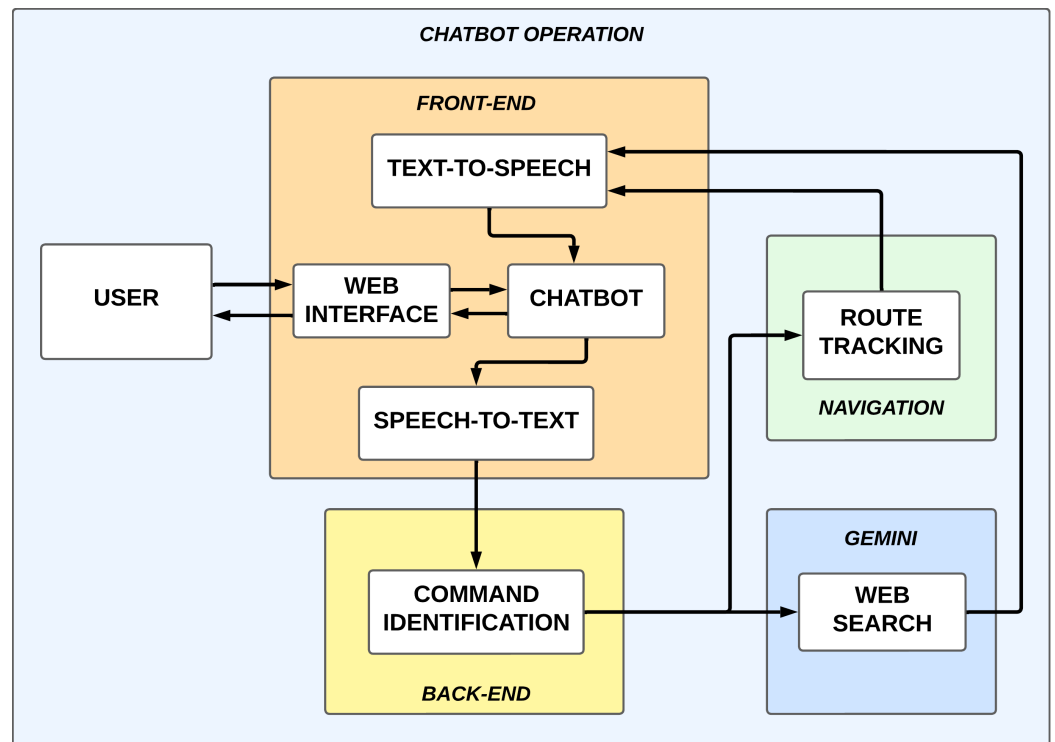 CHATBOT OPERATION
FRONT-END
TEXT-TO-SPEECH
USER
WEB
INTERFACE
CHATBOT
SPEECH-TO-TEXT
ROUTE
TRACKING
NAVIGATION
COMMAND
IDENTIFICATION
BACK-END
GEMINI
WEB
SEARCH